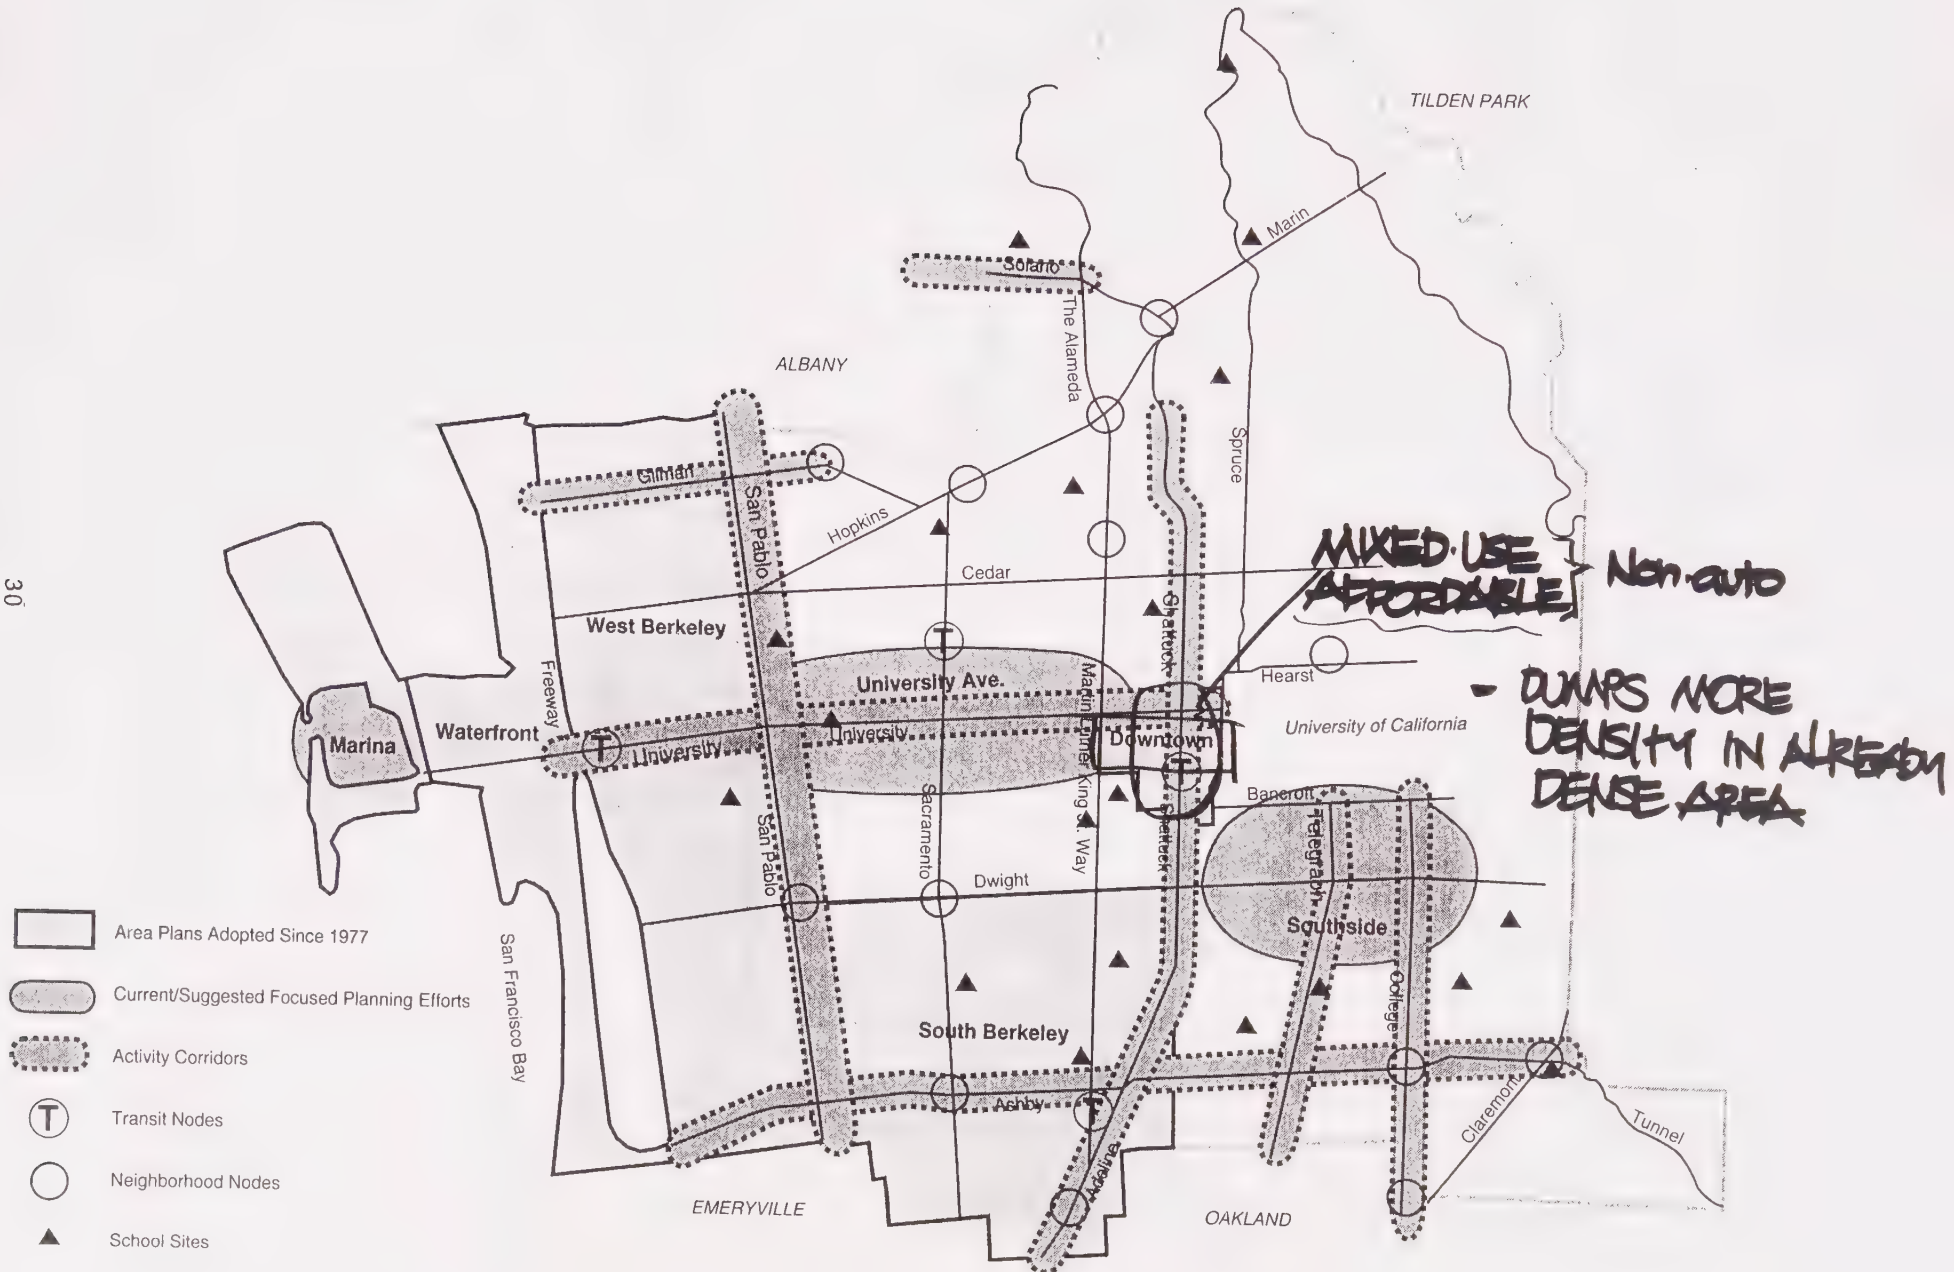 TILDEN PARK
Marin
Solano
The Alameda
ALBANY
Spruce
Gilman
San Pablo
Hopkins
MIXED-USE
AFFORDABLE } Non-auto
30
Cedar
Shattuck
West Berkeley
Freeway
University Ave.
Martin Luther King Jr. Way
Hearst
- DUMPS MORE
DENSITY IN ALREADY
DENSE AREA
Marina
Waterfront
T
University
University
Downtown
University of California
T
T
Bancroft
Sacramento
San Pablo
Shattuck
Telegraph
Dwight
Southside
Area Plans Adopted Since 1977
San Francisco Bay
Current/Suggested Focused Planning Efforts
College
South Berkeley
Activity Corridors
Ashby
T
T
Transit Nodes
Claremont
Tunnel
Adeline
Neighborhood Nodes
EMERYVILLE
OAKLAND
School Sites